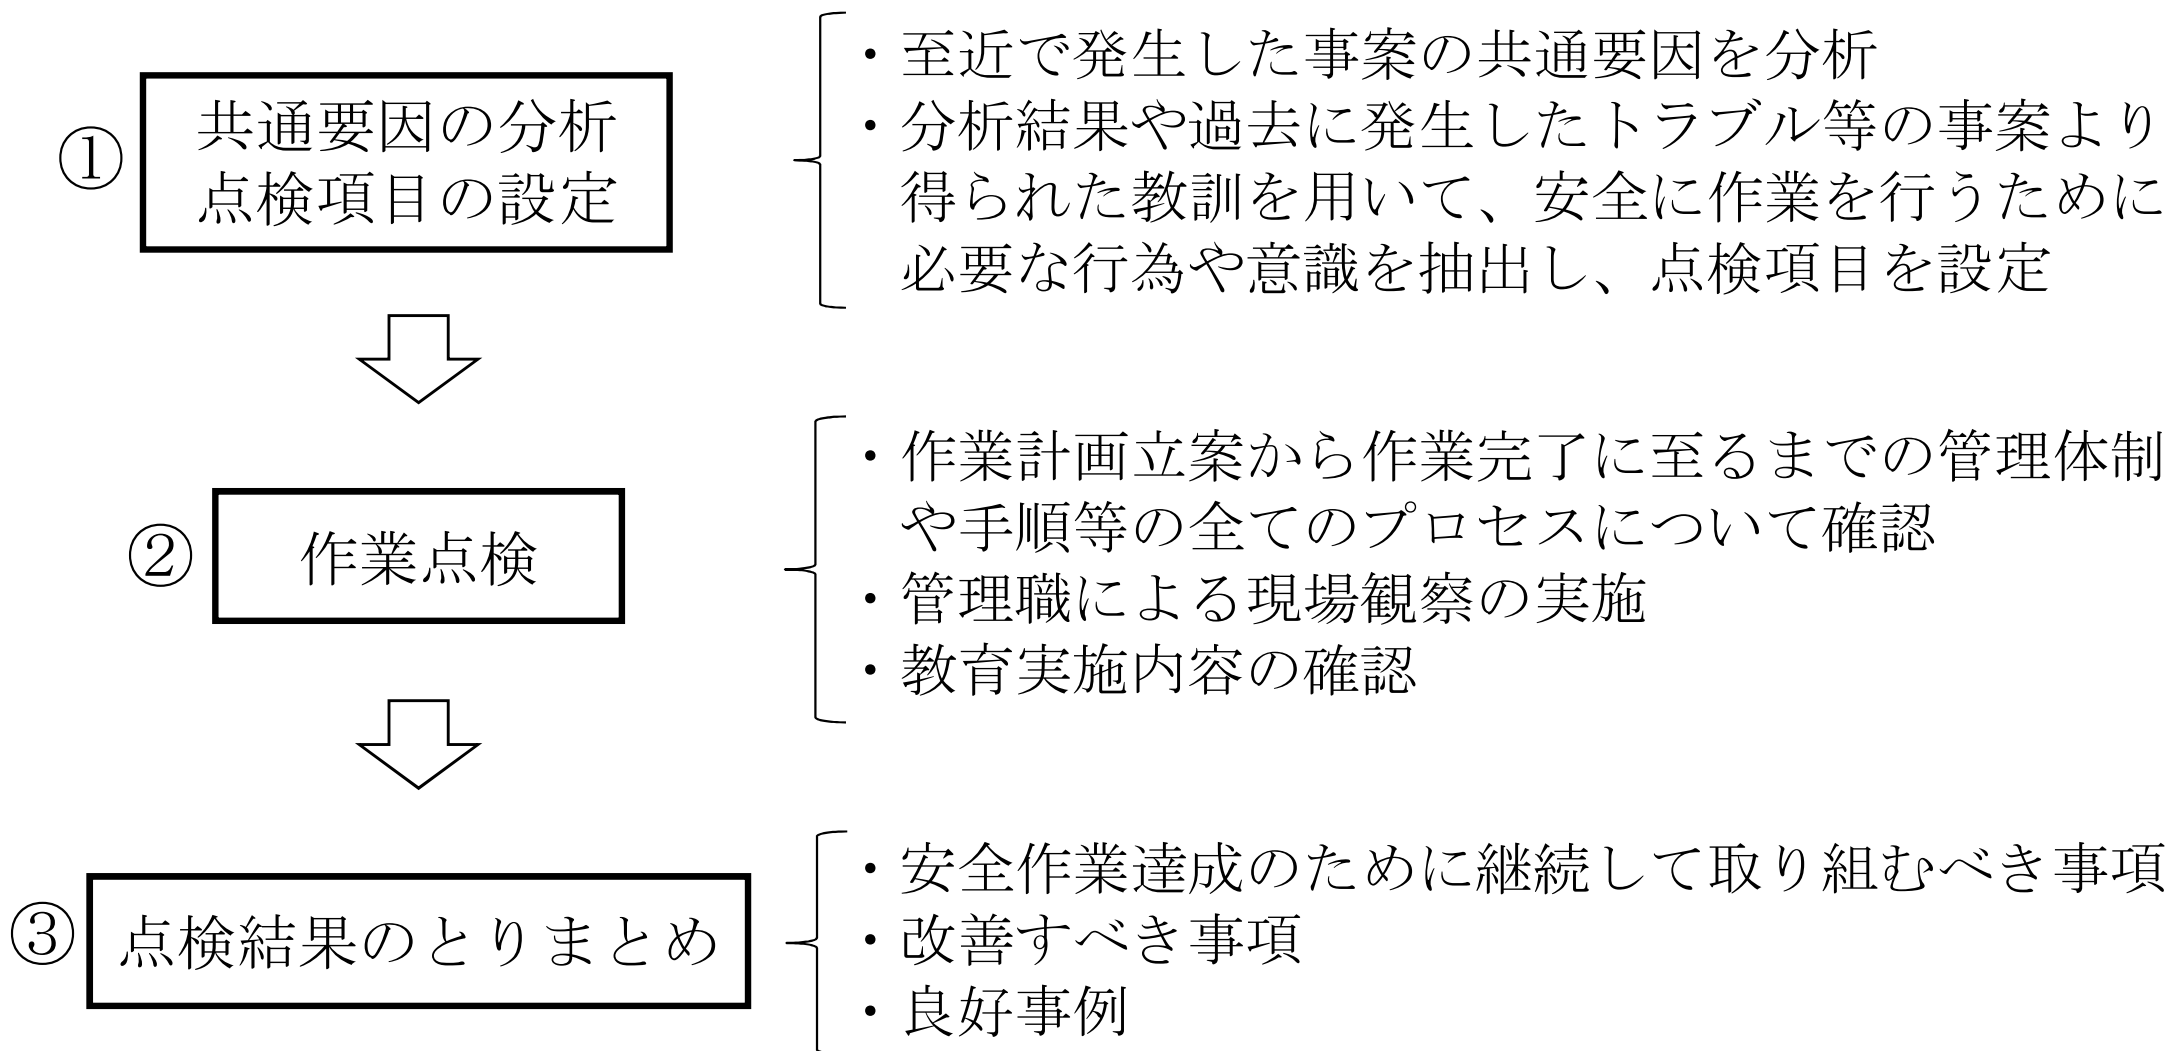 ①
共通要因の分析
点検項目の設定
・至近で発生した事案の共通要因を分析
・分析結果や過去に発生したトラブル等の事案より
得られた教訓を用いて、安全に作業を行うために
必要な行為や意識を抽出し、点検項目を設定
②
作業点検
・作業計画立案から作業完了に至るまでの管理体制
や手順等の全てのプロセスについて確認
・管理職による現場観察の実施
・教育実施内容の確認
③
点検結果のとりまとめ
・安全作業達成のために継続して取り組むべき事項
・改善すべき事項
・良好事例